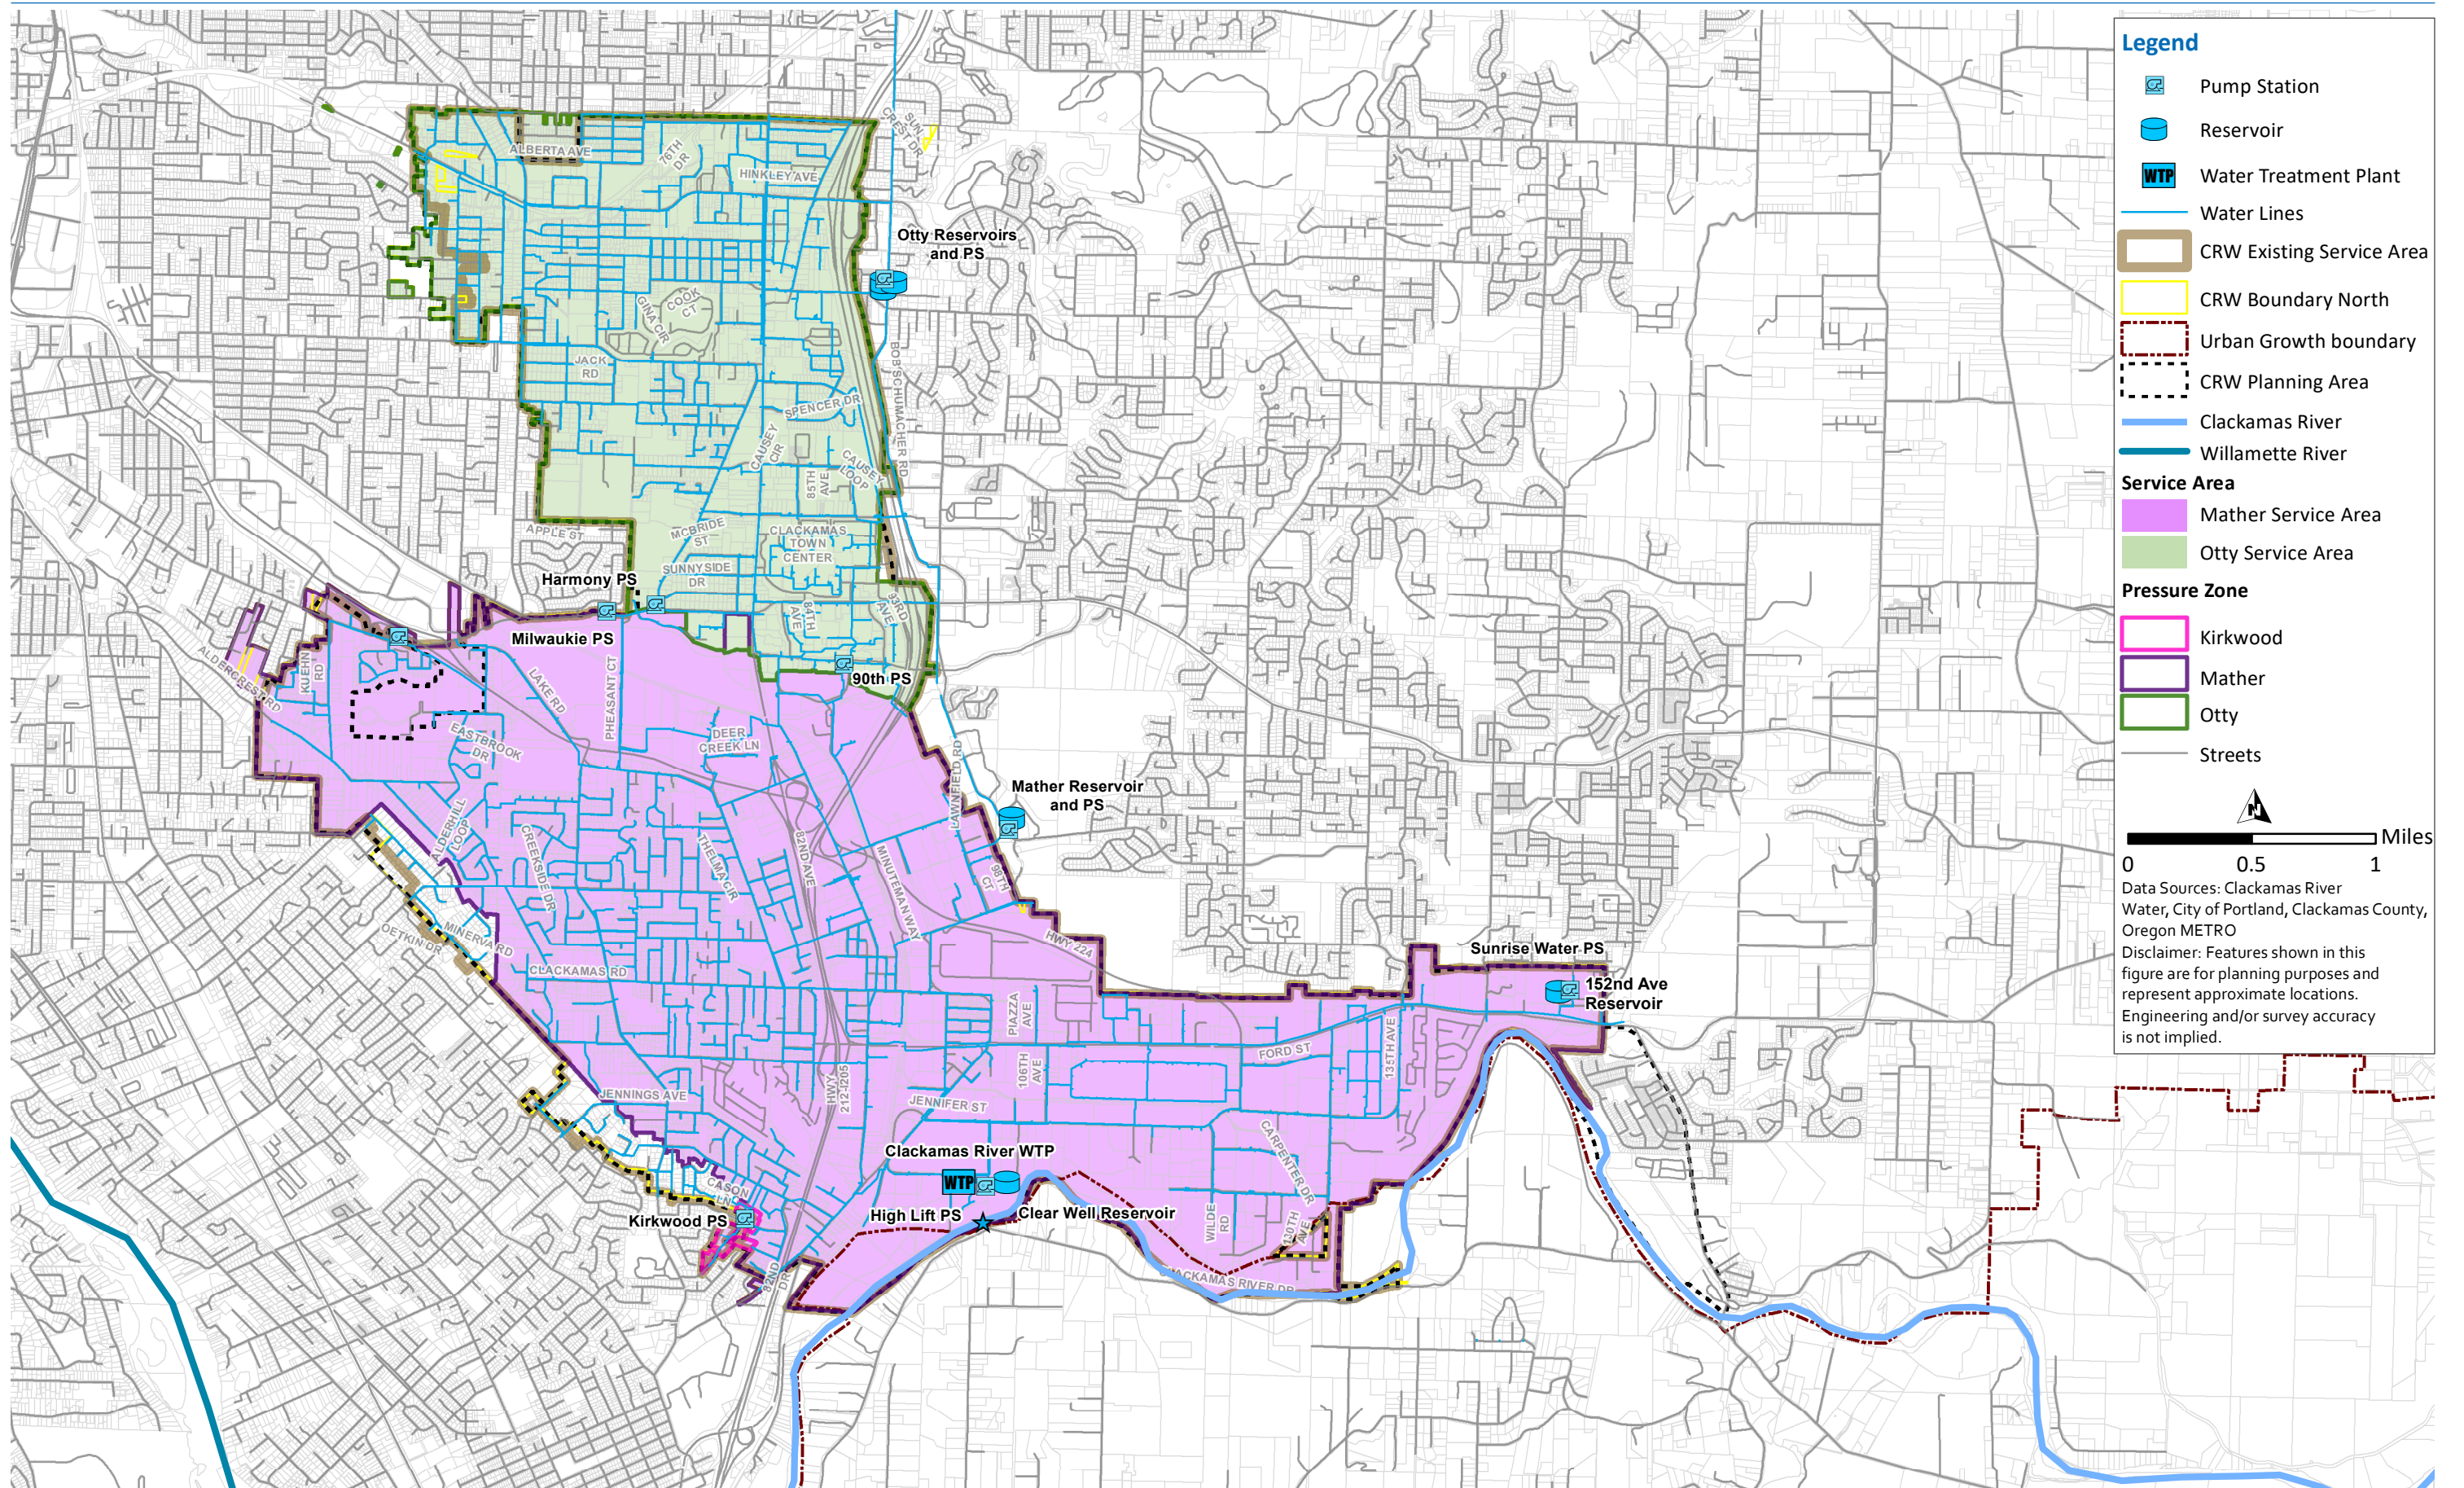 SUN
CREST DR
ALBERTA AVE
76TH
DR
HINKLEY AVE
Otty Reservoirs
and PS
COOK
CT
GINA CIR
JACK
RD
BOB SCHUMACHER RD
SPENCER DR
CAUSEY
CIR
CAUSEY
LOOP
85TH
AVE
APPLE ST
MCBRIDE
ST
CLACKAMAS
TOWN
CENTER
SUNNYSIDE
DR
Harmony PS
84TH
AVE
93RD
AVE
Milwaukie PS
90th PS
ALDERCREST RD
KUEHN
RD
LAKE RD
PHEASANT CT
EASTBROOK
DR
DEER
CREEK LN
LAWNFIELD RD
Mather Reservoir
and PS
ALDERHILL
LOOP
CREEKSIDE DR
THELMA CIR
82ND AVE
MINUTEMAN WAY
98TH
CT
OETKIN DR
MINERVA RD
CLACKAMAS RD
HWY 224
Sunrise Water PS
152nd Ave
Reservoir
PIAZZA
AVE
135TH AVE
FORD ST
106TH
AVE
JENNINGS AVE
HWY
212-I205
JENNIFER ST
Clackamas River WTP
WTP
CARPENTER DR
CASON
LN
Kirkwood PS
High Lift PS
Clear Well Reservoir
WILDE
RD
130TH
AVE
82ND
DR
CLACKAMAS RIVER DR
Legend
Pump Station
Reservoir
WTP Water Treatment Plant
Water Lines
CRW Existing Service Area
CRW Boundary North
Urban Growth boundary
CRW Planning Area
Clackamas River
Willamette River
Service Area
Mather Service Area
Otty Service Area
Pressure Zone
Kirkwood
Mather
Otty
Streets
N
Miles
0 0.5 1
Data Sources: Clackamas River
Water, City of Portland, Clackamas County,
Oregon METRO
Disclaimer: Features shown in this
figure are for planning purposes and
represent approximate locations.
Engineering and/or survey accuracy
is not implied.